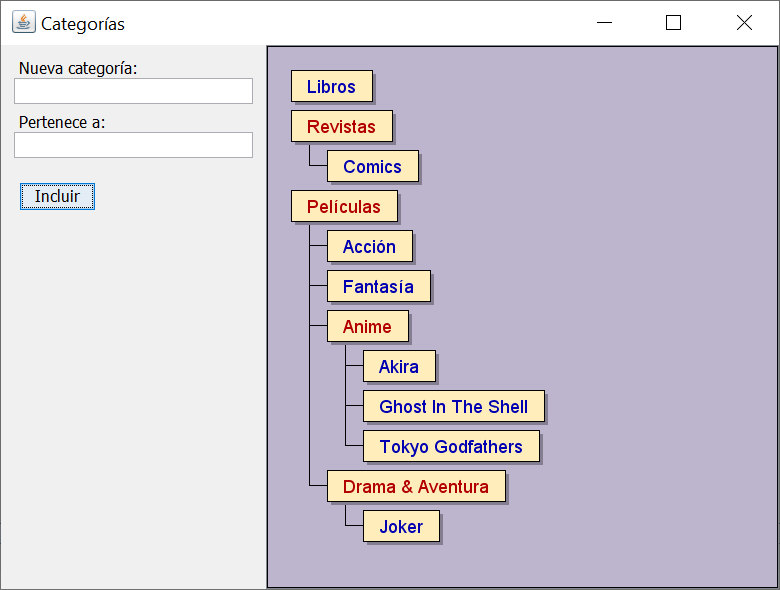 Categorías
Nueva categoría:
Pertenece a:
Incluir
Libros
Revistas
Comics
Películas
Acción
Fantasía
Anime
Akira
Ghost In The Shell
Tokyo Godfathers
Drama & Aventura
Joker